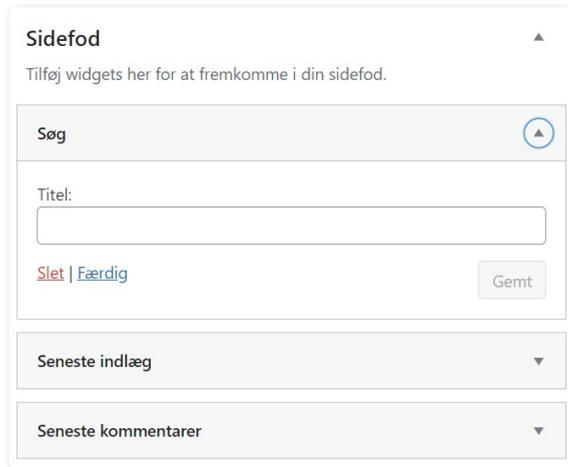 Sidefod
Tilføj widgets her for at fremkomme i din sidefod.
Søg
Titel:
Slet | Færdig
Gemt
Seneste indlæg
Seneste kommentarer